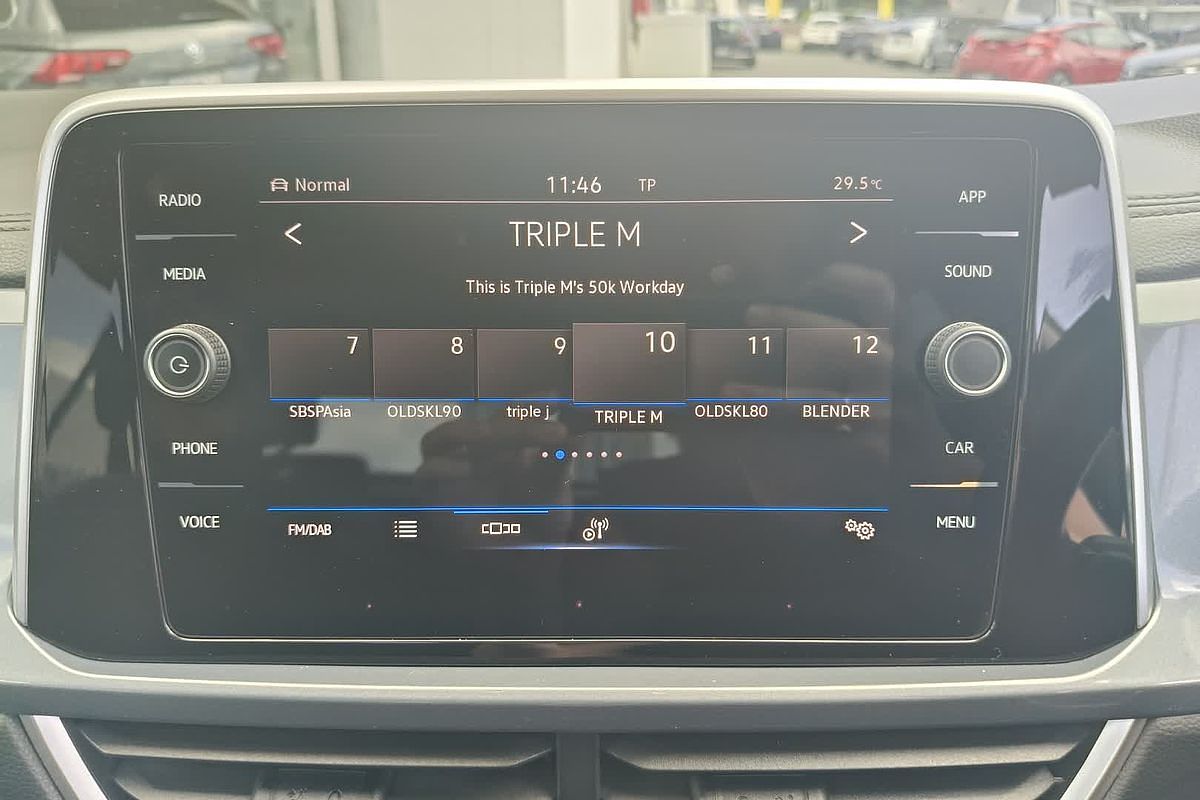 Normal 11:46 TP 29.5°C
RADIO
APP
TRIPLE M
MEDIA
SOUND
This is Triple M's 50k Workday
7 8 9 10 11 12
SBSPAsia OLDSKL90 triple j TRIPLE M OLDSKL80 BLENDER
PHONE
CAR
VOICE
FM/DAB
MENU